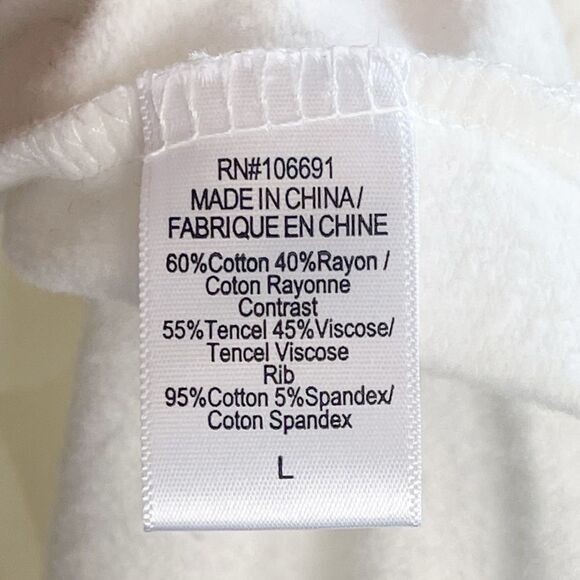 RN#106691
MADE IN CHINA/
FABRIQUE EN CHINE
60%Cotton 40%Rayon /
Coton Rayonne
Contrast
55%Tencel 45%Viscose/
Tencel Viscose
Rib
95%Cotton 5%Spandex/
Coton Spandex
L